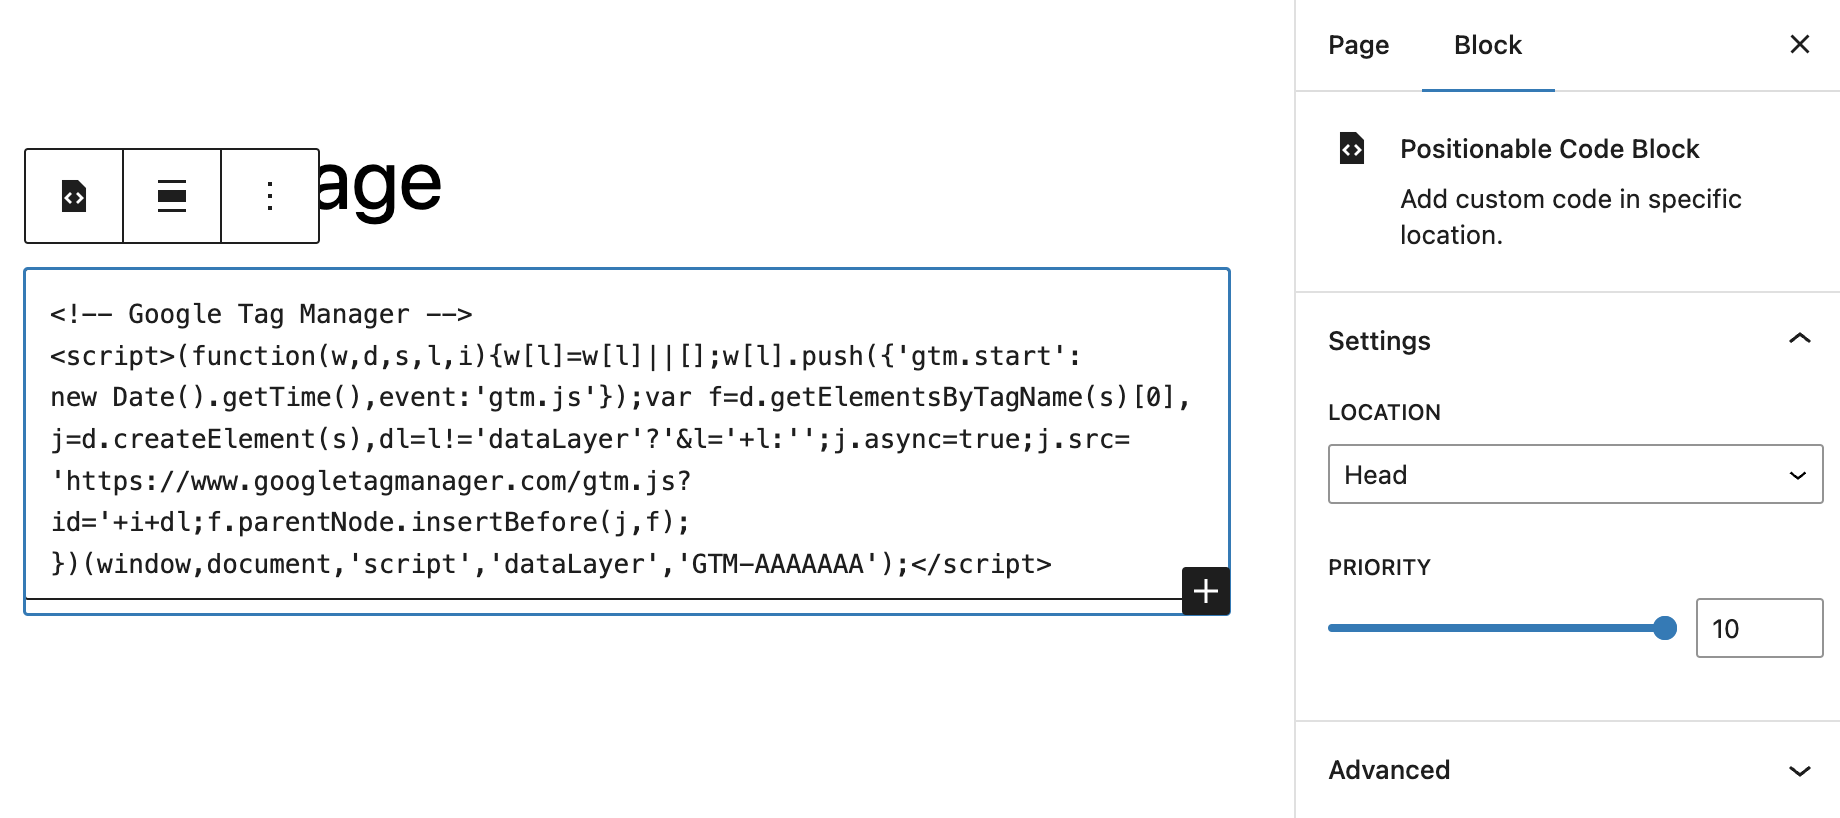 age
<!-- Google Tag Manager -->
<script>(function(w,d,s,l,i){w[l]=w[l]||[];w[l].push({'gtm.start':
new Date().getTime(),event:'gtm.js'});var f=d.getElementsByTagName(s)[0],
j=d.createElement(s),dl=l!='dataLayer'?'&l='+l:'';j.async=true;j.src=
'https://www.googletagmanager.com/gtm.js?
id='+i+dl;f.parentNode.insertBefore(j,f);
})(window,document,'script','dataLayer','GTM-AAAAAAA');</script>
Page Block
Positionable Code Block
Add custom code in specific
location.
Settings
LOCATION
Head
PRIORITY
10
Advanced